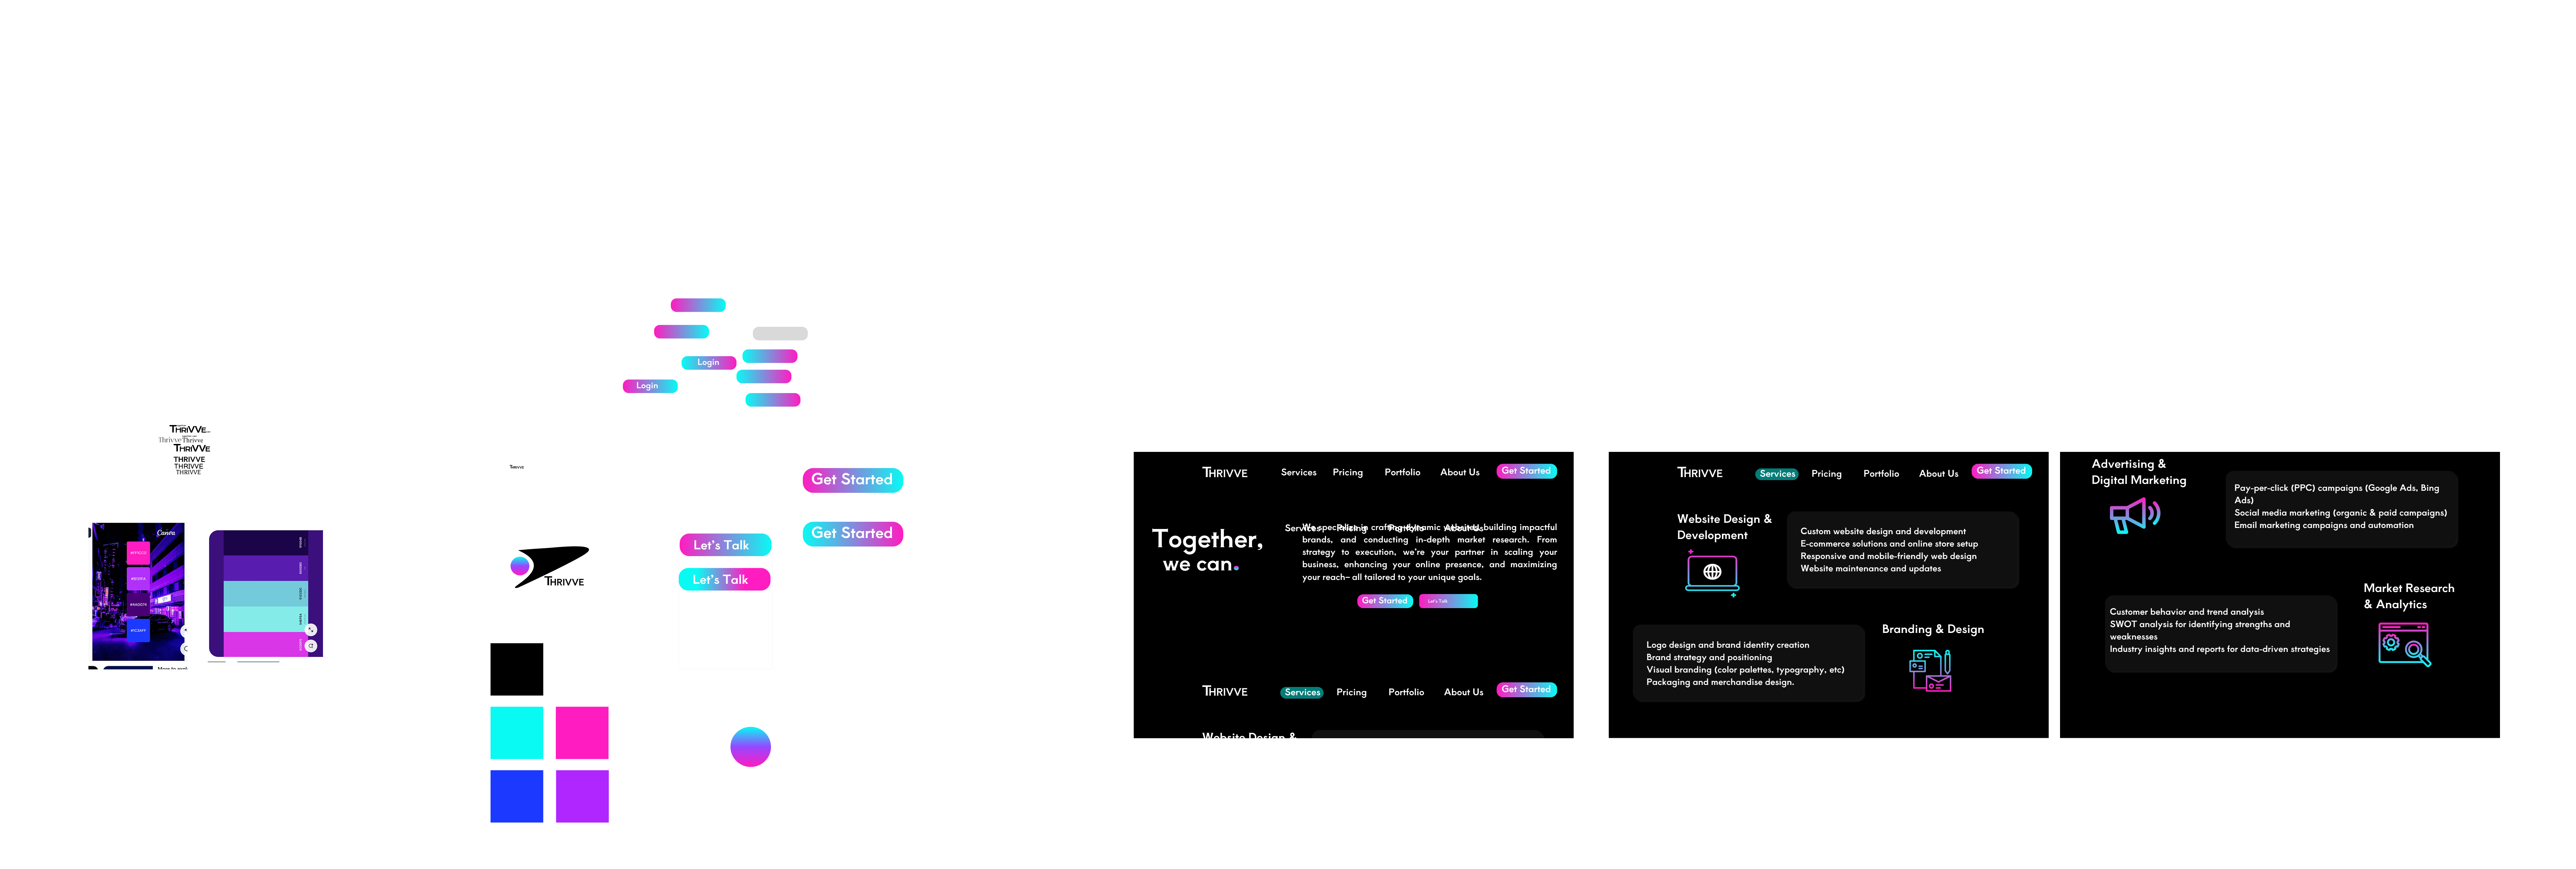 THRIVVE
Thrivve Thrivve
THRIVVE
THRIVVE
THRIVVE
THRIVVE
Canva
Login
Login
THRIVVE
Get Started
Get Started
Let's Talk
Let's Talk
THRIVVE
THRIVVE
Services
Pricing
Portfolio
About Us
Get Started
Together,
we can.
Services
Pricing
Portfolio
About Us
We specialize in crafting dynamic websites, building impactful
brands, and conducting in-depth market research. From
strategy to execution, we're your partner in scaling your
business, enhancing your online presence, and maximizing
your reach– all tailored to your unique goals.
Get Started
Let's Talk
THRIVVE
Services
Pricing
Portfolio
About Us
Get Started
Website Design &
THRIVVE
Services
Pricing
Portfolio
About Us
Get Started
Website Design &
Development
Custom website design and development
E-commerce solutions and online store setup
Responsive and mobile-friendly web design
Website maintenance and updates
Branding & Design
Logo design and brand identity creation
Brand strategy and positioning
Visual branding (color palettes, typography, etc)
Packaging and merchandise design.
Advertising &
Digital Marketing
Pay-per-click (PPC) campaigns (Google Ads, Bing
Ads)
Social media marketing (organic & paid campaigns)
Email marketing campaigns and automation
Market Research
& Analytics
Customer behavior and trend analysis
SWOT analysis for identifying strengths and
weaknesses
Industry insights and reports for data-driven strategies